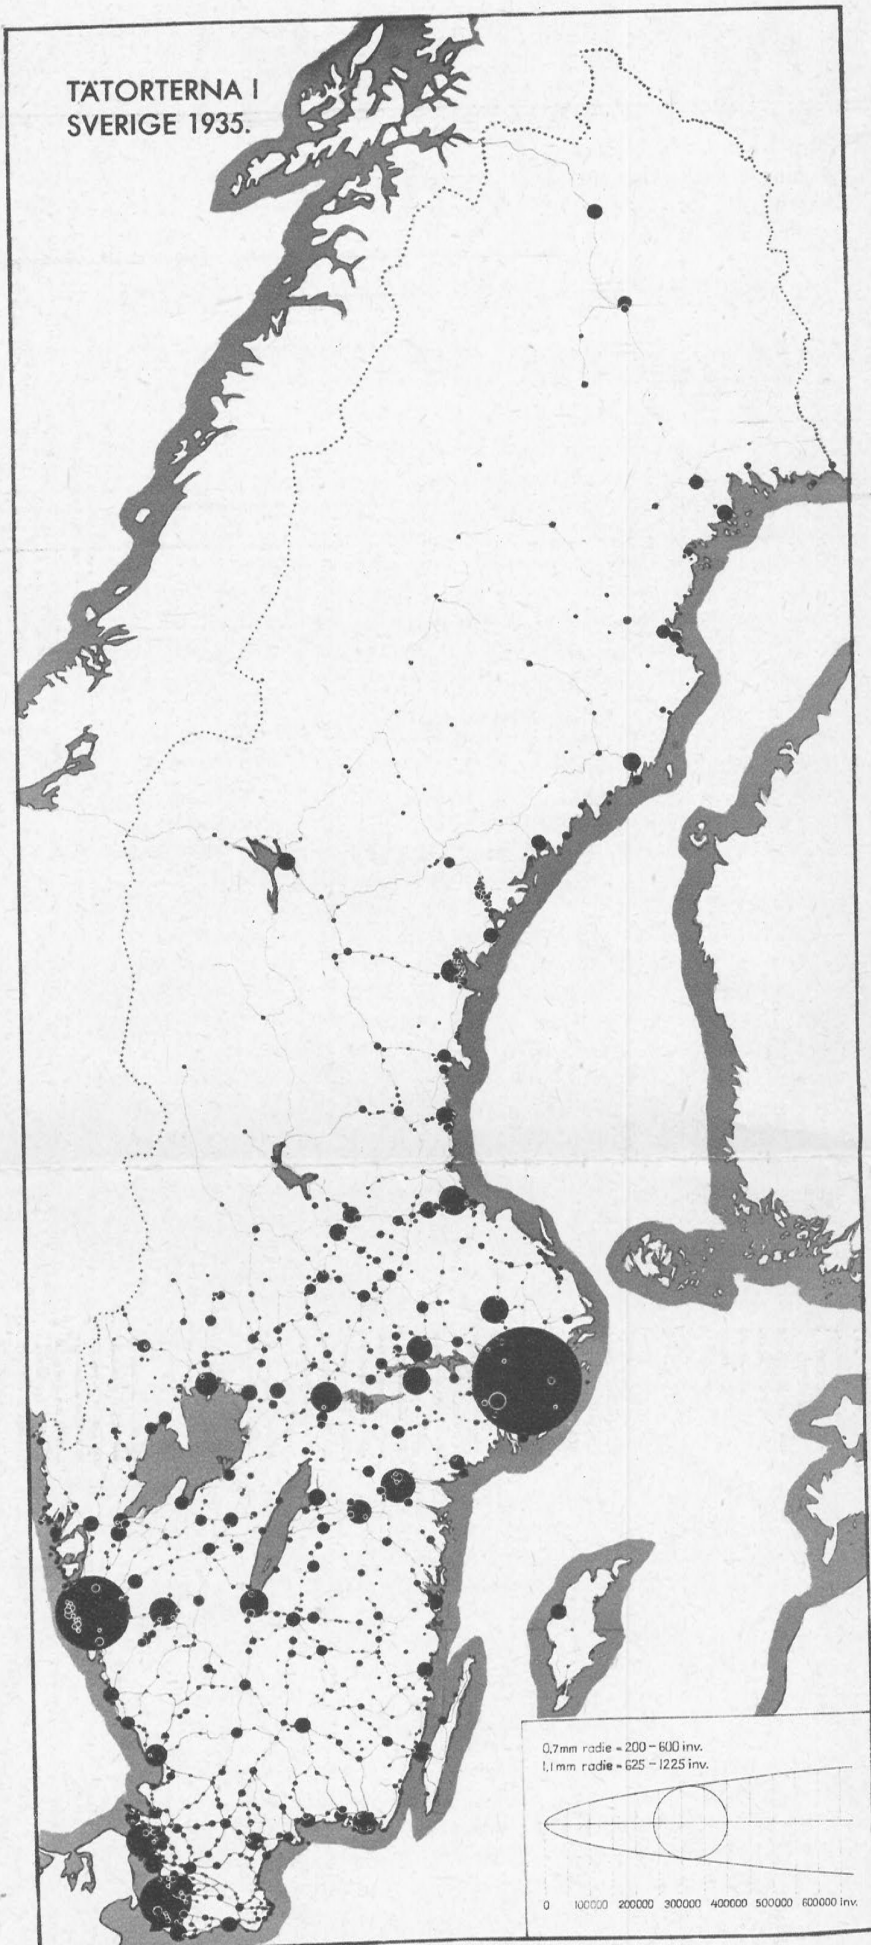 TÄTORTERNA I
SVERIGE 1935.
0,7mm radie = 200 - 600 inv.
1,1mm radie = 625 - 1225 inv.
0 100000 200000 300000 400000 500000 600000 inv.